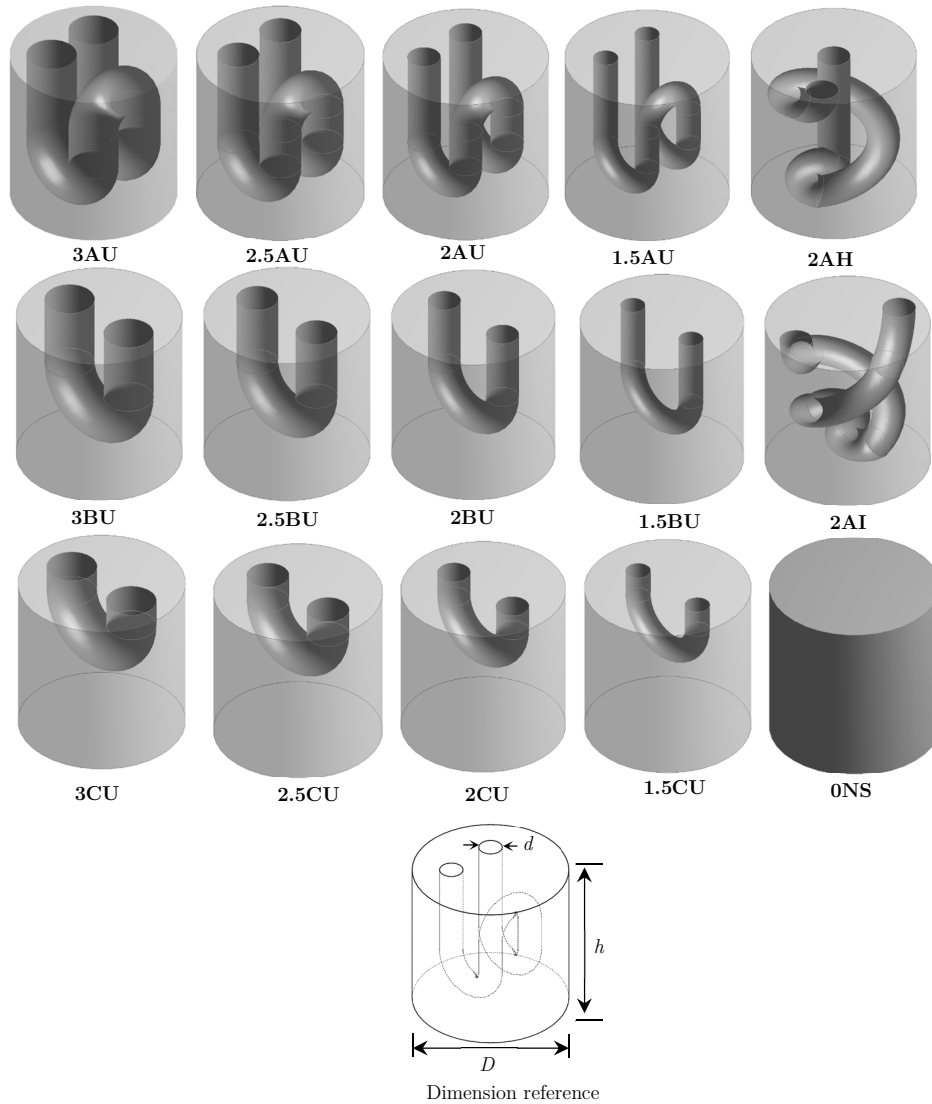 3AU 2.5AU 2AU 1.5AU 2AH
3BU 2.5BU 2BU 1.5BU 2AI
3CU 2.5CU 2CU 1.5CU 0NS
d
h
D
Dimension reference